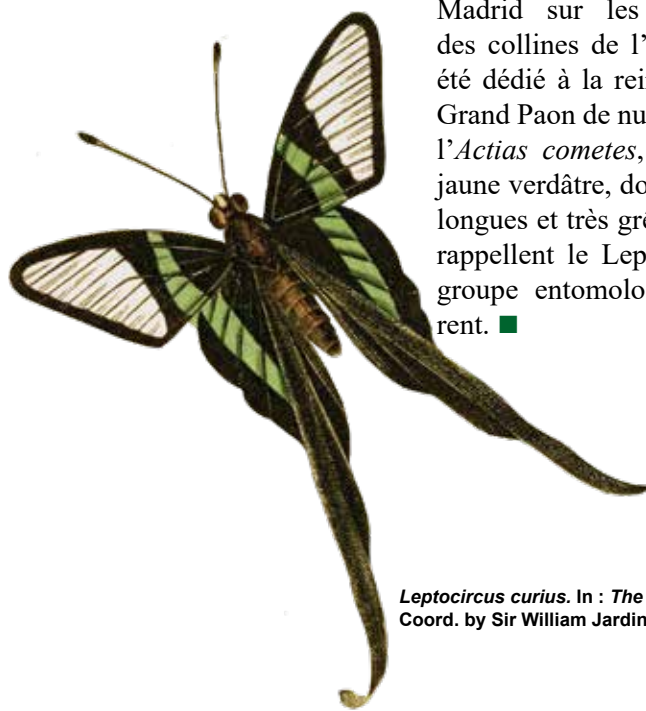 Madrid sur les
des collines de l’
été dédié à la rei
Grand Paon de nu
l’Actias cometes,
jaune verdâtre, do
longues et très grê
rappellent le Lep
groupe entomolo
rent. ■
Leptocircus curius. In : The
Coord. by Sir William Jardin